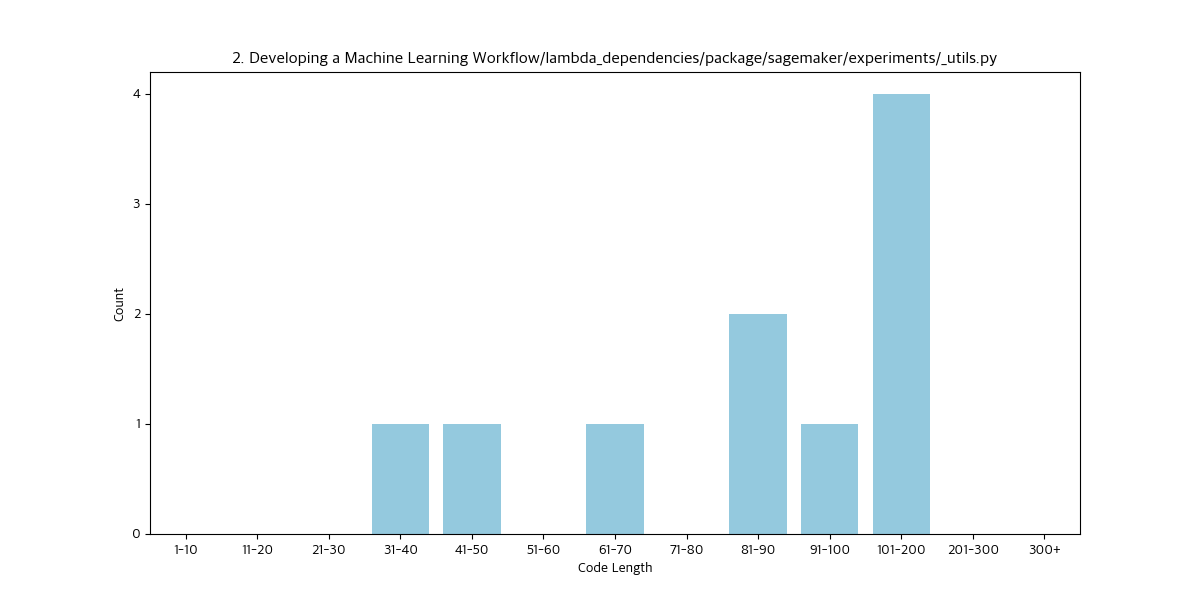 2. Developing a Machine Learning Workflow/lambda_dependencies/package/sagemaker/experiments/_utils.py
4
3
2
1
0
Count
1-10 11-20 21-30 31-40 41-50 51-60 61-70 71-80 81-90 91-100 101-200 201-300 300+
Code Length